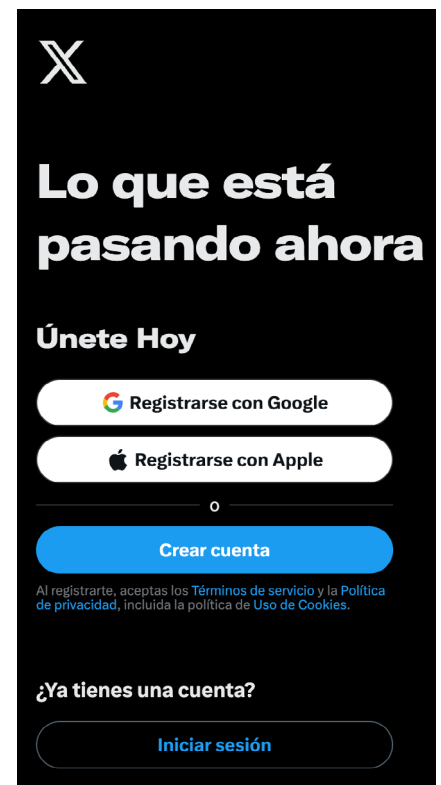 X
Lo que está
pasando ahora
Únete Hoy
Registrarse con Google
Registrarse con Apple
o
Crear cuenta
Al registrarte, aceptas los Términos de servicio y la Política
de privacidad, incluida la política de Uso de Cookies.
¿Ya tienes una cuenta?
Iniciar sesión